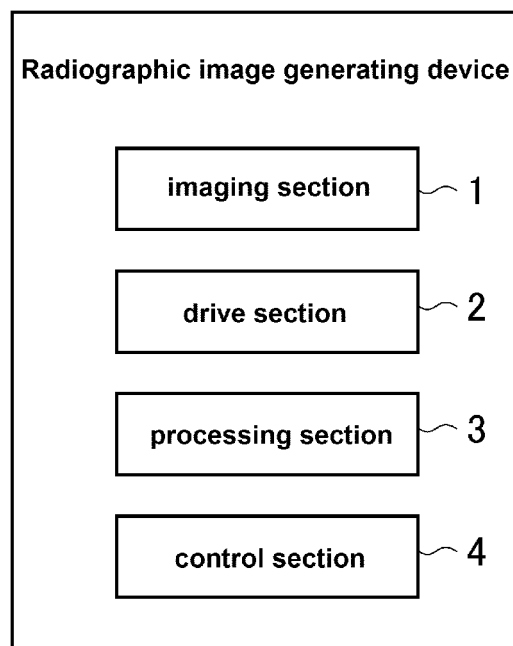 Radiographic image generating device
imaging section 1
drive section 2
processing section 3
control section 4